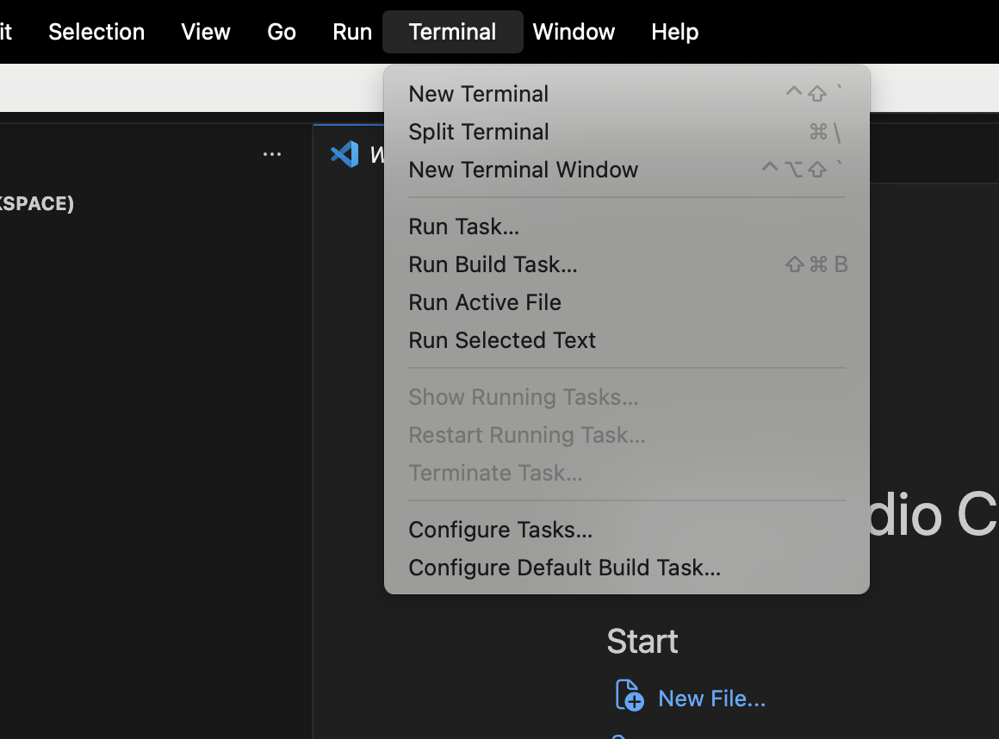 it Selection View Go Run Terminal Window Help
New Terminal ^⇧`
Split Terminal ⌘\
New Terminal Window ^⌥⇧`
KSPACE)
Run Task...
Run Build Task... ⇧⌘B
Run Active File
Run Selected Text
Show Running Tasks...
Restart Running Task...
Terminate Task...
dio C
Configure Tasks...
Configure Default Build Task...
Start
New File...